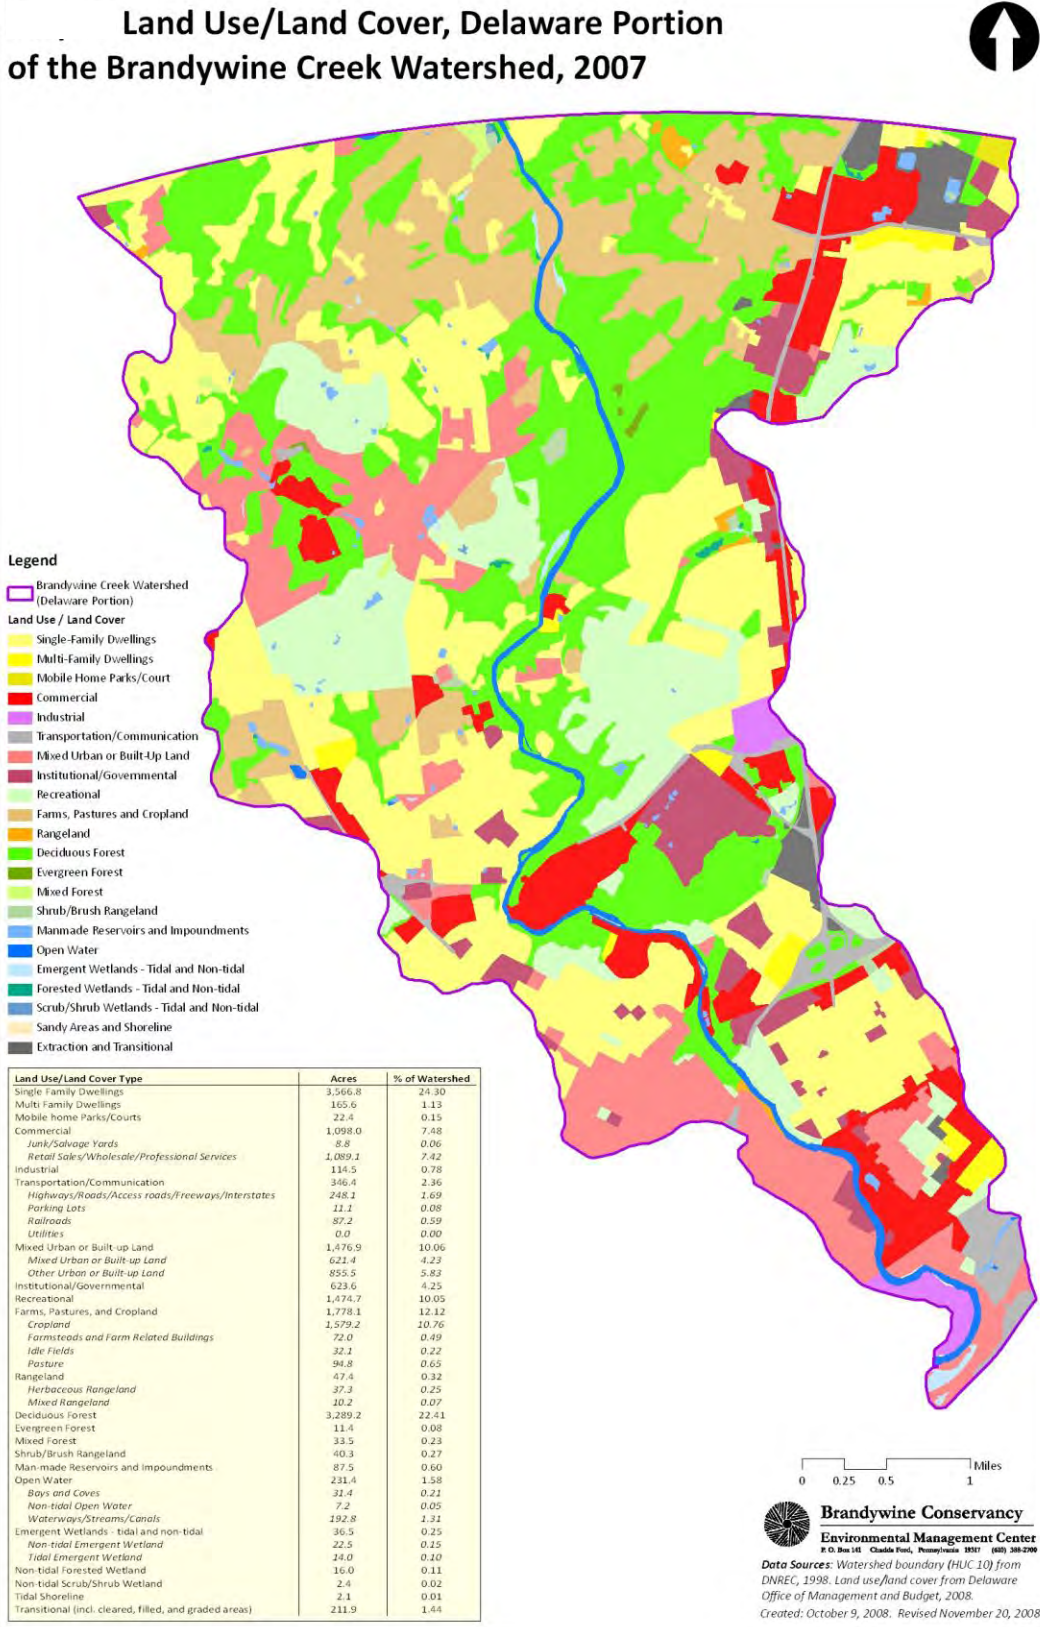 Land Use/Land Cover, Delaware Portion
of the Brandywine Creek Watershed, 2007
Legend
Brandywine Creek Watershed
(Delaware Portion)
Land Use / Land Cover
Single-Family Dwellings
Multi-Family Dwellings
Mobile Home Parks/Court
Commercial
Industrial
Transportation/Communication
Mixed Urban or Built-Up Land
Institutional/Governmental
Recreational
Farms, Pastures and Cropland
Rangeland
Deciduous Forest
Evergreen Forest
Mixed Forest
Shrub/Brush Rangeland
Manmade Reservoirs and Impoundments
Open Water
Emergent Wetlands - Tidal and Non-tidal
Forested Wetlands - Tidal and Non-tidal
Scrub/Shrub Wetlands - Tidal and Non-tidal
Sandy Areas and Shoreline
Extraction and Transitional
Land Use/Land Cover Type Acres % of Watershed
Single Family Dwellings 3,566.8 24.30
Multi Family Dwellings 165.6 1.13
Mobile home Parks/Courts 22.4 0.15
Commercial 1,098.0 7.48
Junk/Salvage Yards 8.8 0.06
Retail Sales/Wholesale/Professional Services 1,089.1 7.42
Industrial 114.5 0.78
Transportation/Communication 346.4 2.36
Highways/Roads/Access roads/Freeways/Interstates 248.1 1.69
Parking Lots 11.1 0.08
Railroads 87.2 0.59
Utilities 0.0 0.00
Mixed Urban or Built-up Land 1,476.9 10.06
Mixed Urban or Built-up Land 621.4 4.23
Other Urban or Built-up Land 855.5 5.83
Institutional/Governmental 623.6 4.25
Recreational 1,474.7 10.05
Farms, Pastures, and Cropland 1,778.1 12.12
Cropland 1,579.2 10.76
Farmsteads and Farm Related Buildings 72.0 0.49
Idle Fields 32.1 0.22
Pasture 94.8 0.65
Rangeland 47.4 0.32
Herbaceous Rangeland 37.3 0.25
Mixed Rangeland 10.2 0.07
Deciduous Forest 3,289.2 22.41
Evergreen Forest 11.4 0.08
Mixed Forest 33.5 0.23
Shrub/Brush Rangeland 40.3 0.27
Man-made Reservoirs and Impoundments 87.5 0.60
Open Water 231.4 1.58
Bays and Coves 31.4 0.21
Non-tidal Open Water 7.2 0.05
Waterways/Streams/Canals 192.8 1.31
Emergent Wetlands - tidal and non-tidal 36.5 0.25
Non-tidal Emergent Wetland 22.5 0.15
Tidal Emergent Wetland 14.0 0.10
Non-tidal Forested Wetland 16.0 0.11
Non-tidal Scrub/Shrub Wetland 2.4 0.02
Tidal Shoreline 2.1 0.01
Transitional (incl. cleared, filled, and graded areas) 211.9 1.44
Miles
0 0.25 0.5 1
Brandywine Conservancy
Environmental Management Center
P. O. Box 141 Chadds Ford, Pennsylvania 19317 (610) 388-2700
Data Sources: Watershed boundary (HUC 10) from
DNREC, 1998. Land use/land cover from Delaware
Office of Management and Budget, 2008.
Created: October 9, 2008. Revised November 20, 2008